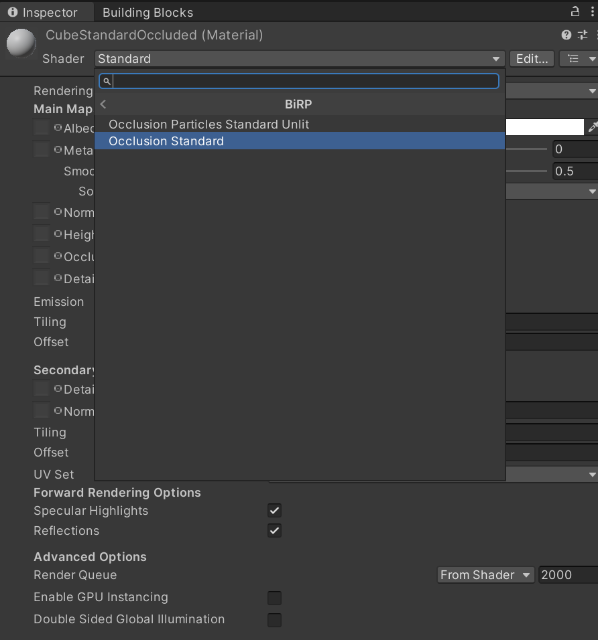 Inspector Building Blocks
CubeStandardOccluded (Material)
Shader Standard Edit...
BiRP
Occlusion Particles Standard Unlit
Occlusion Standard
Rendering
Main Map
Albec
Meta 0
Smoo 0.5
So
Norm
Heigh
Occlu
Detai
Emission
Tiling
Offset
Secondary
Detai
Norm
Tiling
Offset
UV Set
Forward Rendering Options
Specular Highlights
Reflections
Advanced Options
Render Queue From Shader 2000
Enable GPU Instancing
Double Sided Global Illumination